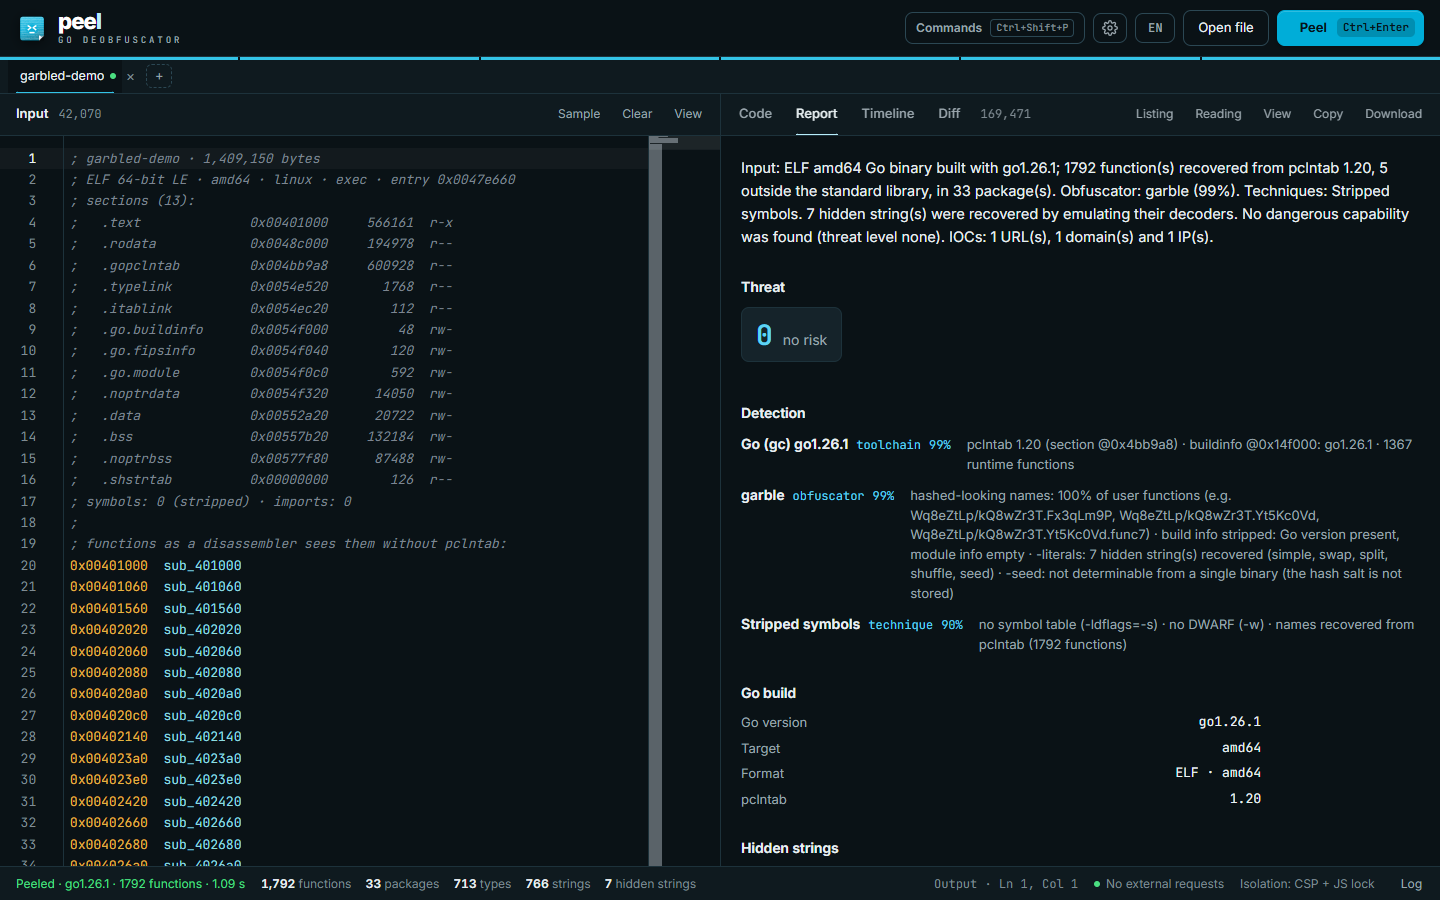 peel
GO DEOBFUSCATOR
Commands Ctrl+Shift+P
EN
Open file
Peel Ctrl+Enter
garbled-demo × +
Input 42,070 Sample Clear View
1 ; garbled-demo · 1,409,150 bytes
2 ; ELF 64-bit LE · amd64 · linux · exec · entry 0x0047e660
3 ; sections (13):
4 ; .text 0x00401000 566161 r-x
5 ; .rodata 0x0048c000 194978 r--
6 ; .gopclntab 0x004bb9a8 600928 r--
7 ; .typelink 0x0054e520 1768 r--
8 ; .itablink 0x0054ec20 112 r--
9 ; .go.buildinfo 0x0054f000 48 rw-
10 ; .go.fipsinfo 0x0054f040 120 rw-
11 ; .go.module 0x0054f0c0 592 rw-
12 ; .noptrdata 0x0054f320 14050 rw-
13 ; .data 0x00552a20 20722 rw-
14 ; .bss 0x00557b20 132184 rw-
15 ; .noptrbss 0x00577f80 87488 rw-
16 ; .shstrtab 0x00000000 126 r--
17 ; symbols: 0 (stripped) · imports: 0
18 ;
19 ; functions as a disassembler sees them without pclntab:
20 0x00401000 sub_401000
21 0x00401060 sub_401060
22 0x00401560 sub_401560
23 0x00402020 sub_402020
24 0x00402060 sub_402060
25 0x00402080 sub_402080
26 0x004020a0 sub_4020a0
27 0x004020c0 sub_4020c0
28 0x00402140 sub_402140
29 0x004023a0 sub_4023a0
30 0x004023e0 sub_4023e0
31 0x00402420 sub_402420
32 0x00402660 sub_402660
33 0x00402680 sub_402680
34 0x004026a0 sub_4026a0
Code Report Timeline Diff 169,471 Listing Reading View Copy Download
Input: ELF amd64 Go binary built with go1.26.1; 1792 function(s) recovered from pclntab 1.20, 5
outside the standard library, in 33 package(s). Obfuscator: garble (99%). Techniques: Stripped
symbols. 7 hidden string(s) were recovered by emulating their decoders. No dangerous capability
was found (threat level none). IOCs: 1 URL(s), 1 domain(s) and 1 IP(s).
Threat
0 no risk
Detection
Go (gc) go1.26.1 toolchain 99% pclntab 1.20 (section @0x4bb9a8) · buildinfo @0x14f000: go1.26.1 · 1367
runtime functions
garble obfuscator 99% hashed-looking names: 100% of user functions (e.g.
Wq8eZtLp/kQ8wZr3T.Fx3qLm9P, Wq8eZtLp/kQ8wZr3T.Yt5Kc0Vd,
Wq8eZtLp/kQ8wZr3T.Yt5Kc0Vd.func7) · build info stripped: Go version present,
module info empty · -literals: 7 hidden string(s) recovered (simple, swap, split,
shuffle, seed) · -seed: not determinable from a single binary (the hash salt is not
stored)
Stripped symbols technique 90% no symbol table (-ldflags=-s) · no DWARF (-w) · names recovered from
pclntab (1792 functions)
Go build
Go version go1.26.1
Target amd64
Format ELF · amd64
pclntab 1.20
Hidden strings
Peeled · go1.26.1 · 1792 functions · 1.09 s 1,792 functions 33 packages 713 types 766 strings 7 hidden strings Output · Ln 1, Col 1 No external requests Isolation: CSP + JS lock Log